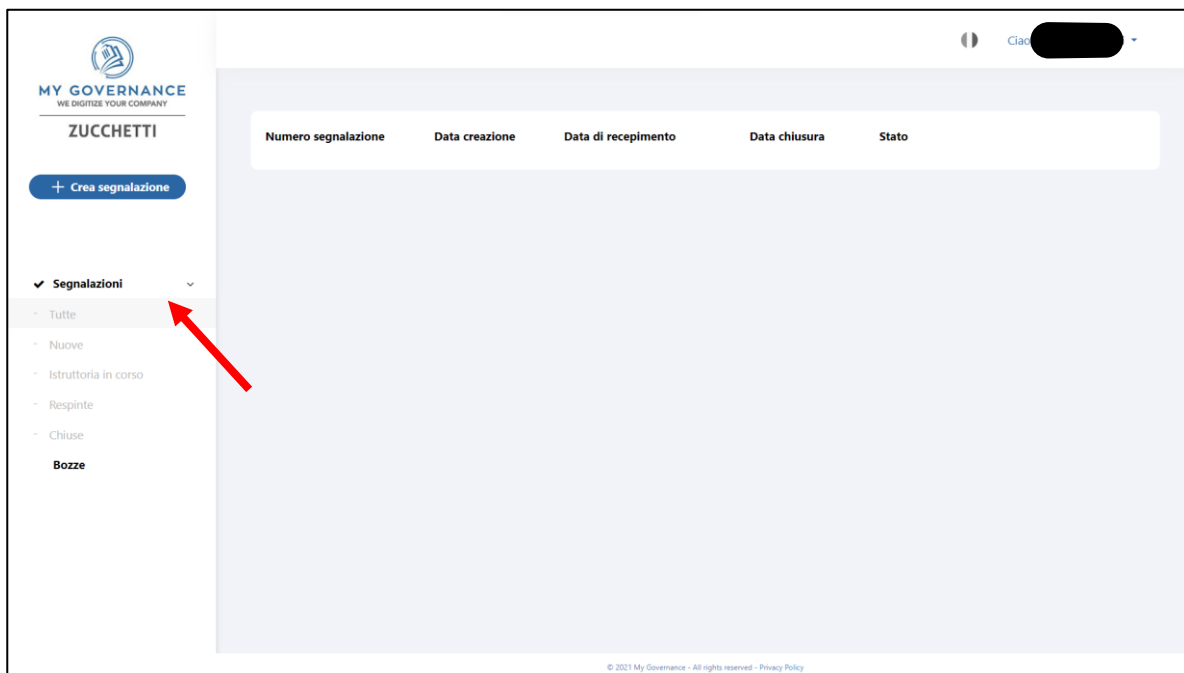 Ciao
MY GOVERNANCE
WE DIGITIZE YOUR COMPANY
ZUCCHETTI
Numero segnalazione Data creazione Data di recepimento Data chiusura Stato
+ Crea segnalazione
Segnalazioni
- Tutte
- Nuove
- Istruttoria in corso
- Respinte
- Chiuse
Bozze
© 2021 My Governance - All rights reserved - Privacy Policy